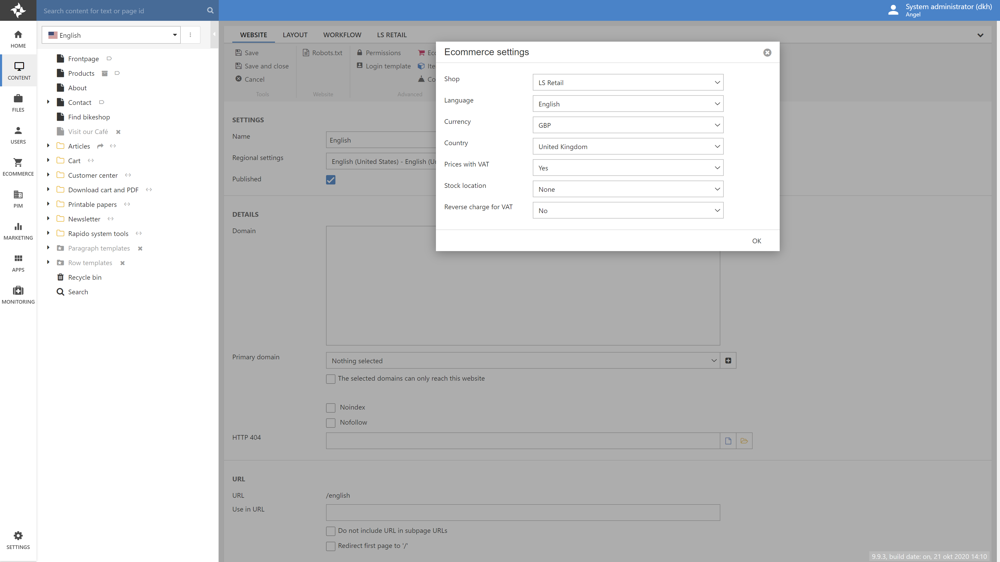 Search content for text or page id
System administrator (dkh)
Angel
HOME
CONTENT
FILES
USERS
ECOMMERCE
PIM
MARKETING
APPS
MONITORING
SETTINGS
English
Frontpage
Products
About
Contact
Find bikeshop
Visit our Café
Articles
Cart
Customer center
Download cart and PDF
Printable papers
Newsletter
Rapido system tools
Paragraph templates
Row templates
Recycle bin
Search
WEBSITE LAYOUT WORKFLOW LS RETAIL
Save
Save and close
Cancel
Tools
Robots.txt
Website
Permissions
Login template
Advanced
SETTINGS
Name English
Regional settings English (United States) - English
Published
DETAILS
Domain
Primary domain Nothing selected
The selected domains can only reach this website
Noindex
Nofollow
HTTP 404
URL
URL /english
Use in URL
Do not include URL in subpage URLs
Redirect first page to '/'
Ecommerce settings
Shop LS Retail
Language English
Currency GBP
Country United Kingdom
Prices with VAT Yes
Stock location None
Reverse charge for VAT No
OK
9.9.3, build date: on, 21 okt 2020 14:10